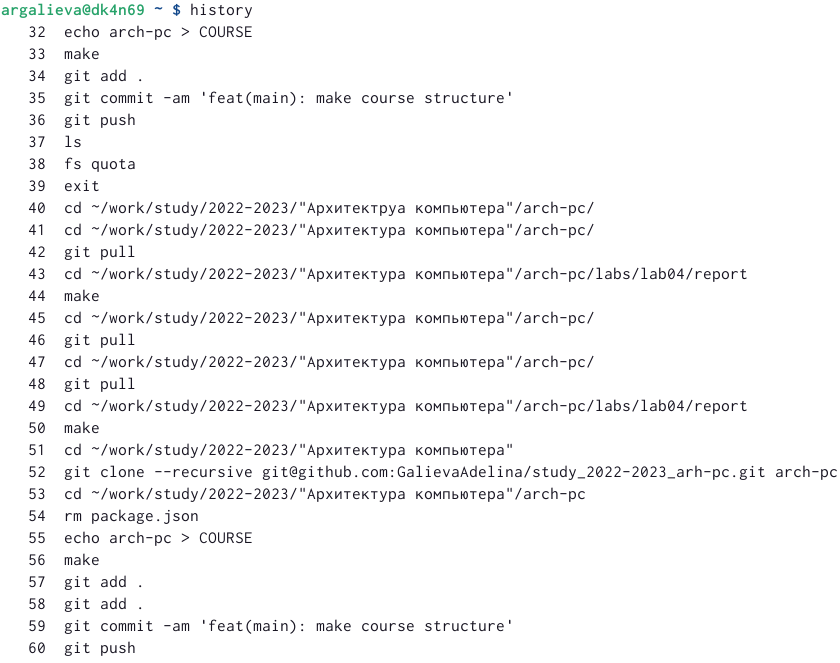 argalieva@dk4n69 ~ $ history
32 echo arch-pc > COURSE
33 make
34 git add .
35 git commit -am 'feat(main): make course structure'
36 git push
37 ls
38 fs quota
39 exit
40 cd ~/work/study/2022-2023/"Архитектруа компьютера"/arch-pc/
41 cd ~/work/study/2022-2023/"Архитектура компьютера"/arch-pc/
42 git pull
43 cd ~/work/study/2022-2023/"Архитектура компьютера"/arch-pc/labs/lab04/report
44 make
45 cd ~/work/study/2022-2023/"Архитектура компьютера"/arch-pc/
46 git pull
47 cd ~/work/study/2022-2023/"Архитектура компьютера"/arch-pc/
48 git pull
49 cd ~/work/study/2022-2023/"Архитектура компьютера"/arch-pc/labs/lab04/report
50 make
51 cd ~/work/study/2022-2023/"Архитектура компьютера"
52 git clone --recursive git@github.com:GalievaAdelina/study_2022-2023_arh-pc.git arch-pc
53 cd ~/work/study/2022-2023/"Архитектура компьютера"/arch-pc
54 rm package.json
55 echo arch-pc > COURSE
56 make
57 git add .
58 git add .
59 git commit -am 'feat(main): make course structure'
60 git push